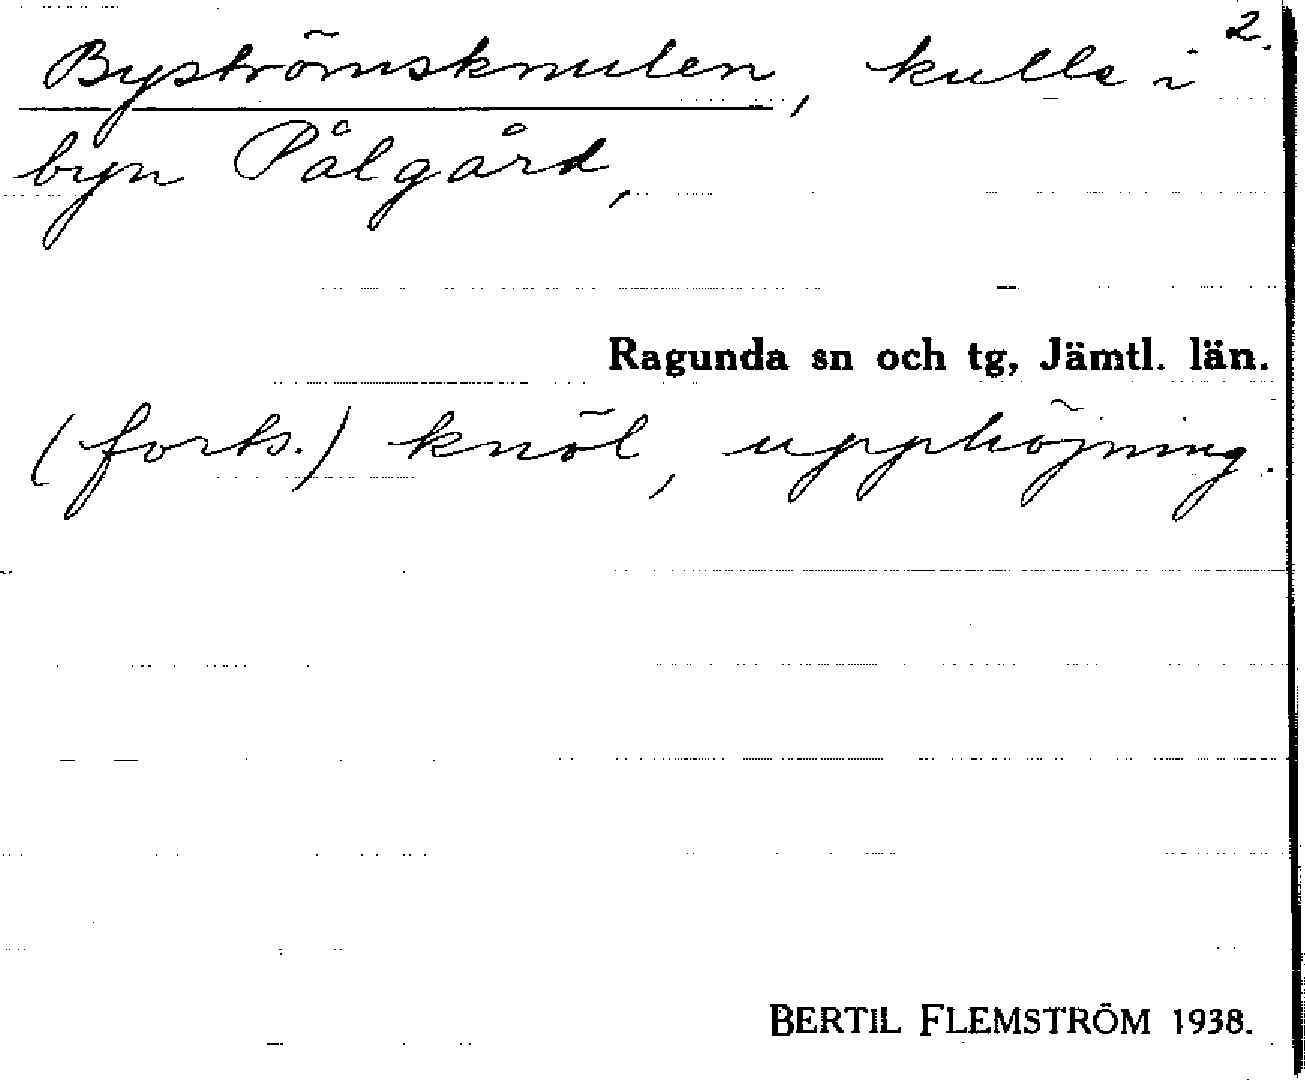 2.
Byströmsknulen, kulle i
byn Pålgård,
Ragunda sn och tg, Jämtl. län.
(forts.) knöl, upphöjning.
BERTIL FLEMSTRÖM 1938.